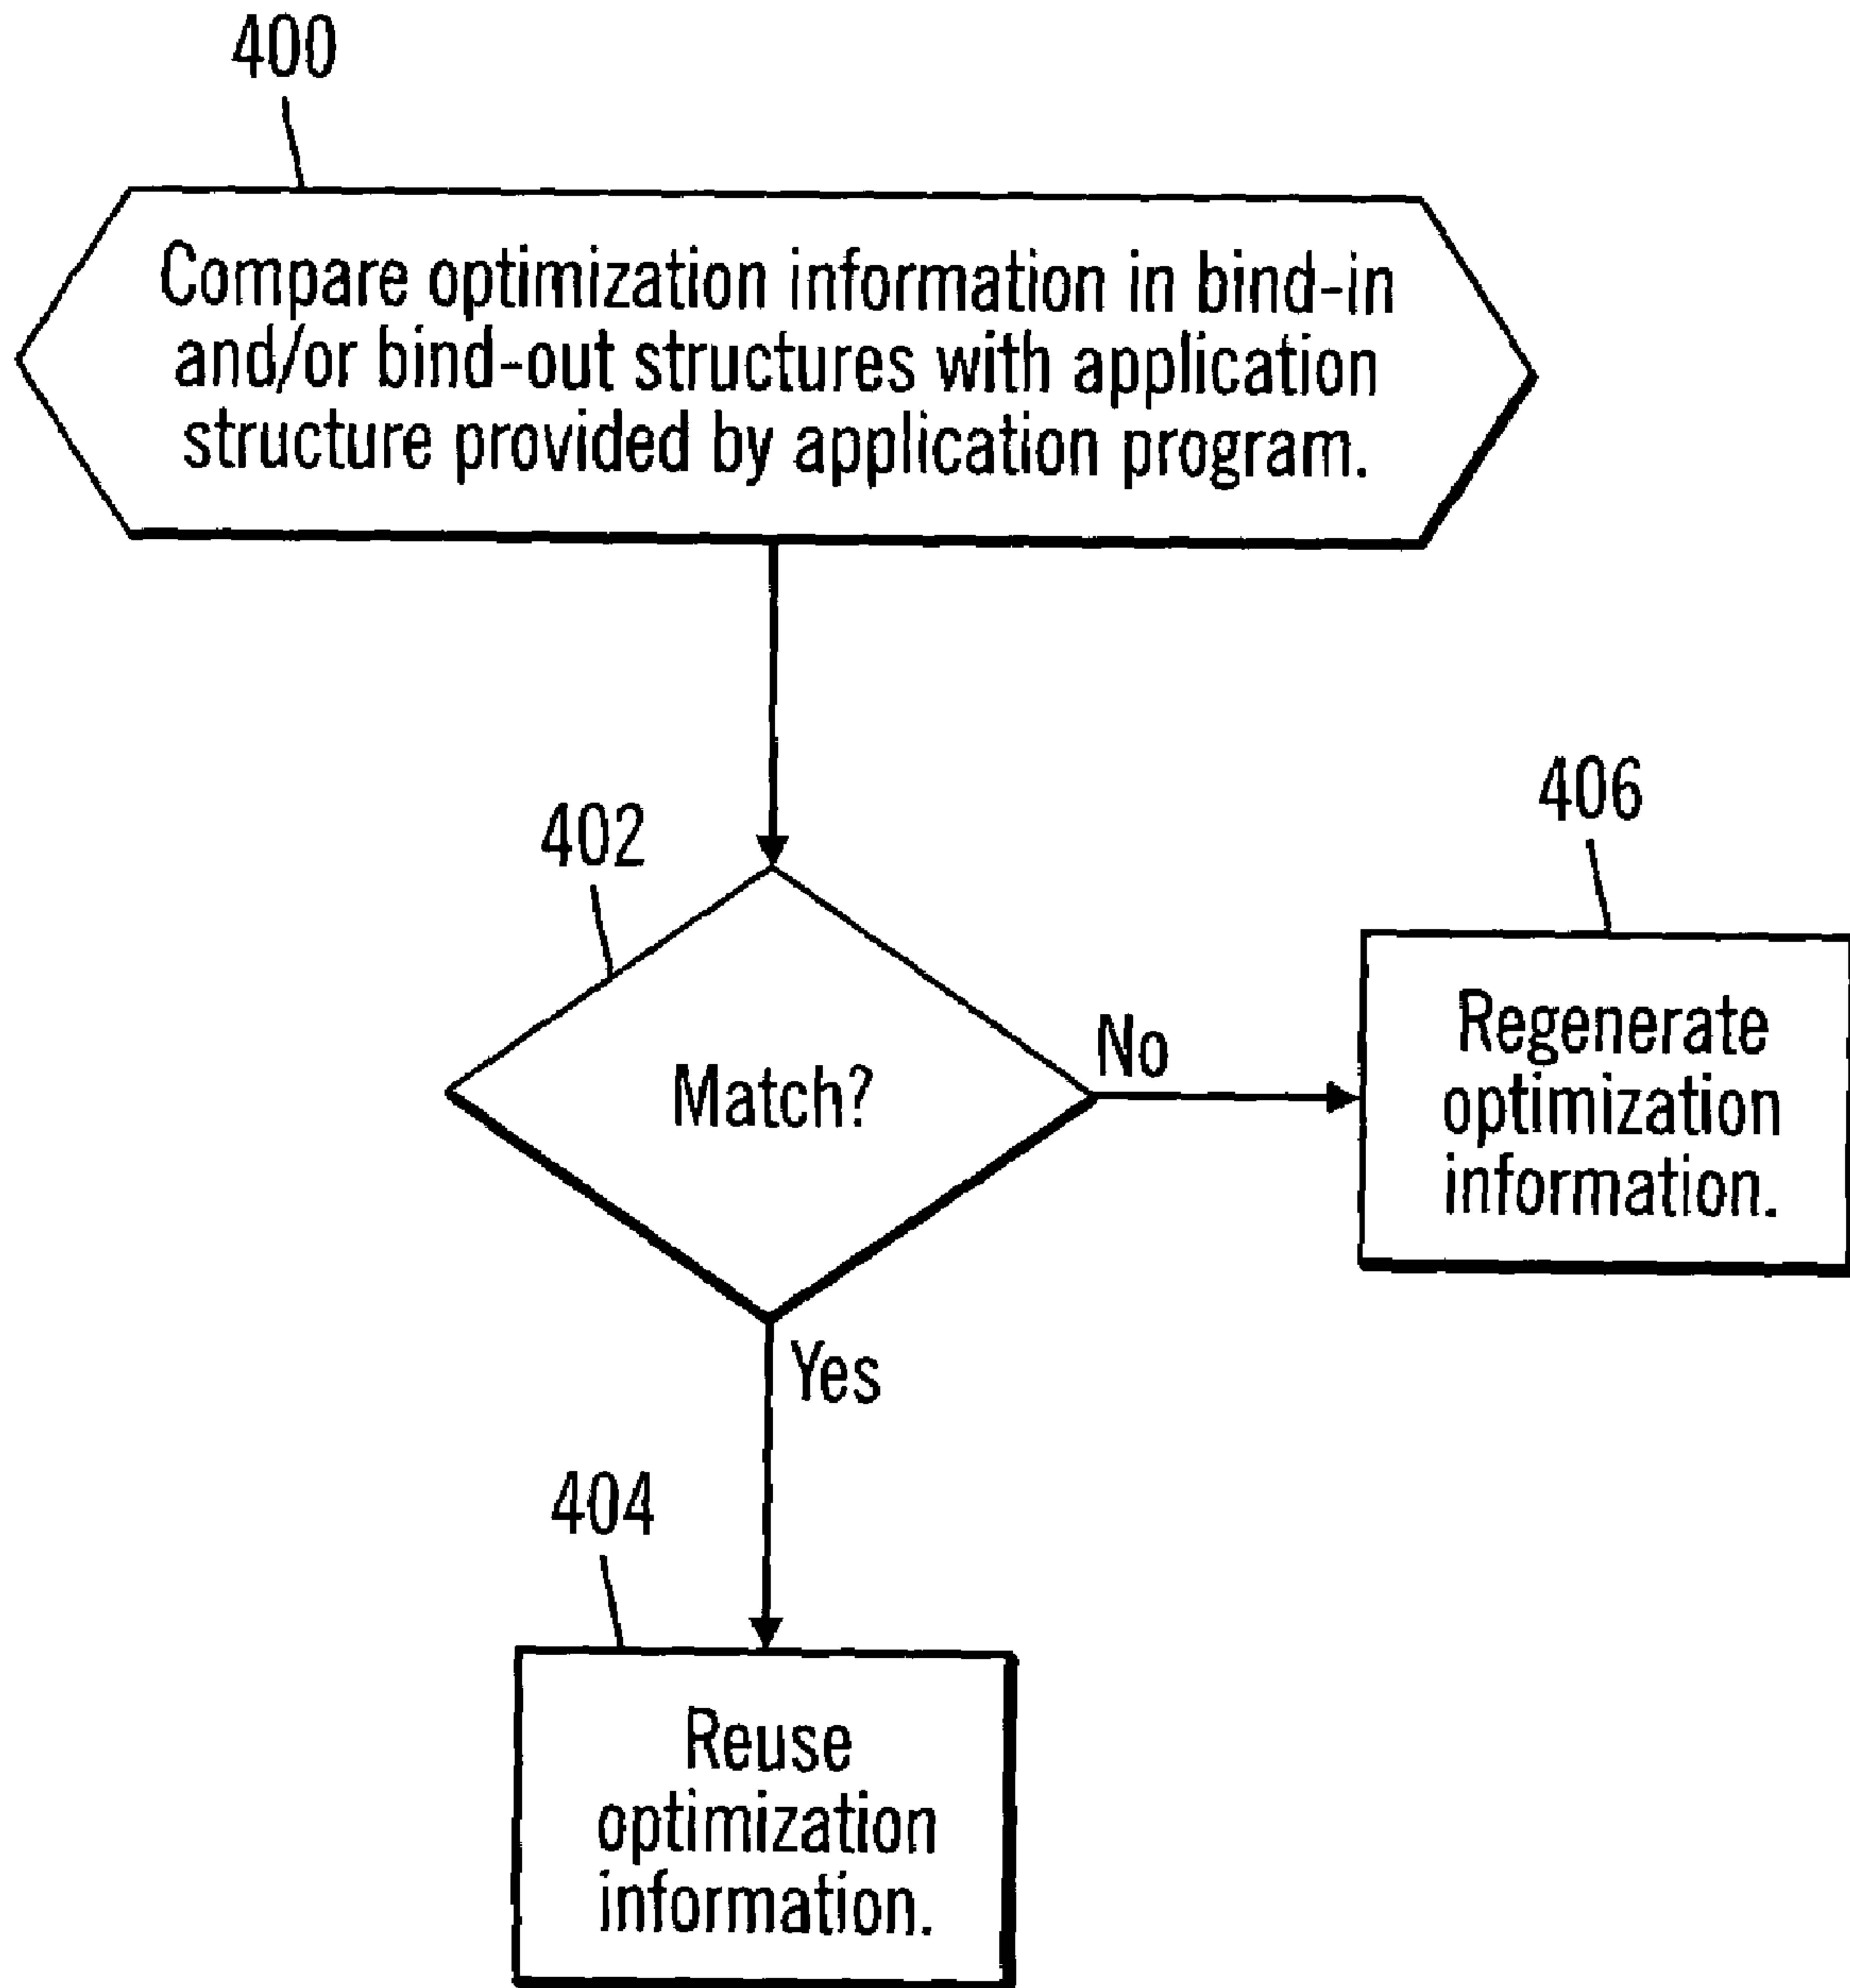 400
Compare optimization information in bind-in
and/or bind-out structures with application
structure provided by application program.
402
Match?
No
406
Regenerate
optimization
information.
Yes
404
Reuse
optimization
information.